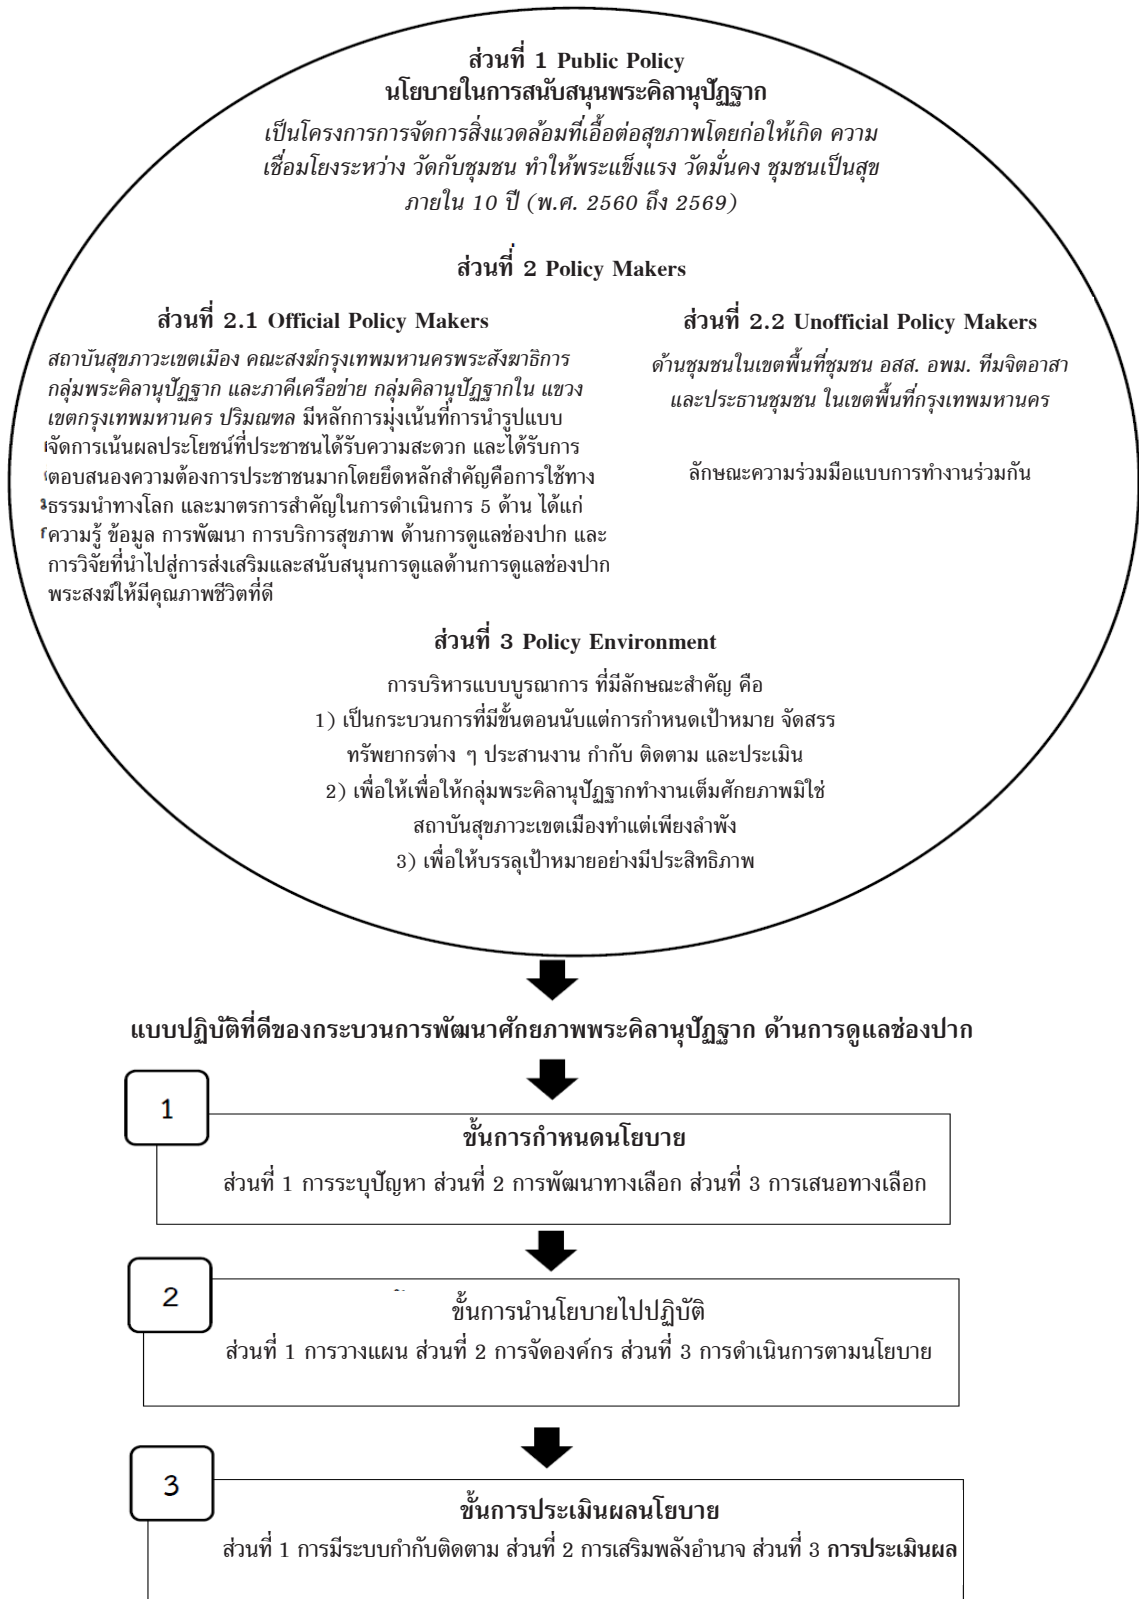 ส่วนที่ 1 Public Policy
นโยบายในการสนับสนุนพระคิลานุปัฏฐาก
เป็นโครงการการจัดการสิ่งแวดล้อมที่เอื้อต่อสุขภาพโดยก่อให้เกิด ความ
เชื่อมโยงระหว่าง วัดกับชุมชน ทำให้พระแข็งแรง วัดมั่นคง ชุมชนเป็นสุข
ภายใน 10 ปี (พ.ศ. 2560 ถึง 2569)
ส่วนที่ 2 Policy Makers
ส่วนที่ 2.1 Official Policy Makers
สถาบันสุขภาวะเขตเมือง คณะสงฆ์กรุงเทพมหานครพระสังฆาธิการ
กลุ่มพระคิลานุปัฏฐาก และภาคีเครือข่าย กลุ่มคิลานุปัฏฐากใน แขวง
เขตกรุงเทพมหานคร ปริมณฑล มีหลักการมุ่งเน้นที่การนำรูปแบบ
จัดการเน้นผลประโยชน์ที่ประชาชนได้รับความสะดวก และได้รับการ
ตอบสนองความต้องการประชาชนมากโดยยึดหลักสำคัญคือการใช้ทาง
ธรรมนำทางโลก และมาตรการสำคัญในการดำเนินการ 5 ด้าน ได้แก่
ความรู้ ข้อมูล การพัฒนา การบริการสุขภาพ ด้านการดูแลช่องปาก และ
การวิจัยที่นำไปสู่การส่งเสริมและสนับสนุนการดูแลด้านการดูแลช่องปาก
พระสงฆ์ให้มีคุณภาพชีวิตที่ดี
ส่วนที่ 2.2 Unofficial Policy Makers
ด้านชุมชนในเขตพื้นที่ชุมชน อสส. อพม. ทีมจิตอาสา
และประธานชุมชน ในเขตพื้นที่กรุงเทพมหานคร
ลักษณะความร่วมมือแบบการทำงานร่วมกัน
ส่วนที่ 3 Policy Environment
การบริหารแบบบูรณาการ ที่มีลักษณะสำคัญ คือ
1) เป็นกระบวนการที่มีขั้นตอนนับแต่การกำหนดเป้าหมาย จัดสรร
ทรัพยากรต่าง ๆ ประสานงาน กำกับ ติดตาม และประเมิน
2) เพื่อให้เพื่อให้กลุ่มพระคิลานุปัฏฐากทำงานเต็มศักยภาพมิใช่
สถาบันสุขภาวะเขตเมืองทำแต่เพียงลำพัง
3) เพื่อให้บรรลุเป้าหมายอย่างมีประสิทธิภาพ
แบบปฏิบัติที่ดีของกระบวนการพัฒนาศักยภาพพระคิลานุปัฏฐาก ด้านการดูแลช่องปาก
1
ขั้นการกำหนดนโยบาย
ส่วนที่ 1 การระบุปัญหา ส่วนที่ 2 การพัฒนาทางเลือก ส่วนที่ 3 การเสนอทางเลือก
2
ขั้นการนำนโยบายไปปฏิบัติ
ส่วนที่ 1 การวางแผน ส่วนที่ 2 การจัดองค์กร ส่วนที่ 3 การดำเนินการตามนโยบาย
3
ขั้นการประเมินผลนโยบาย
ส่วนที่ 1 การมีระบบกำกับติดตาม ส่วนที่ 2 การเสริมพลังอำนาจ ส่วนที่ 3 การประเมินผล